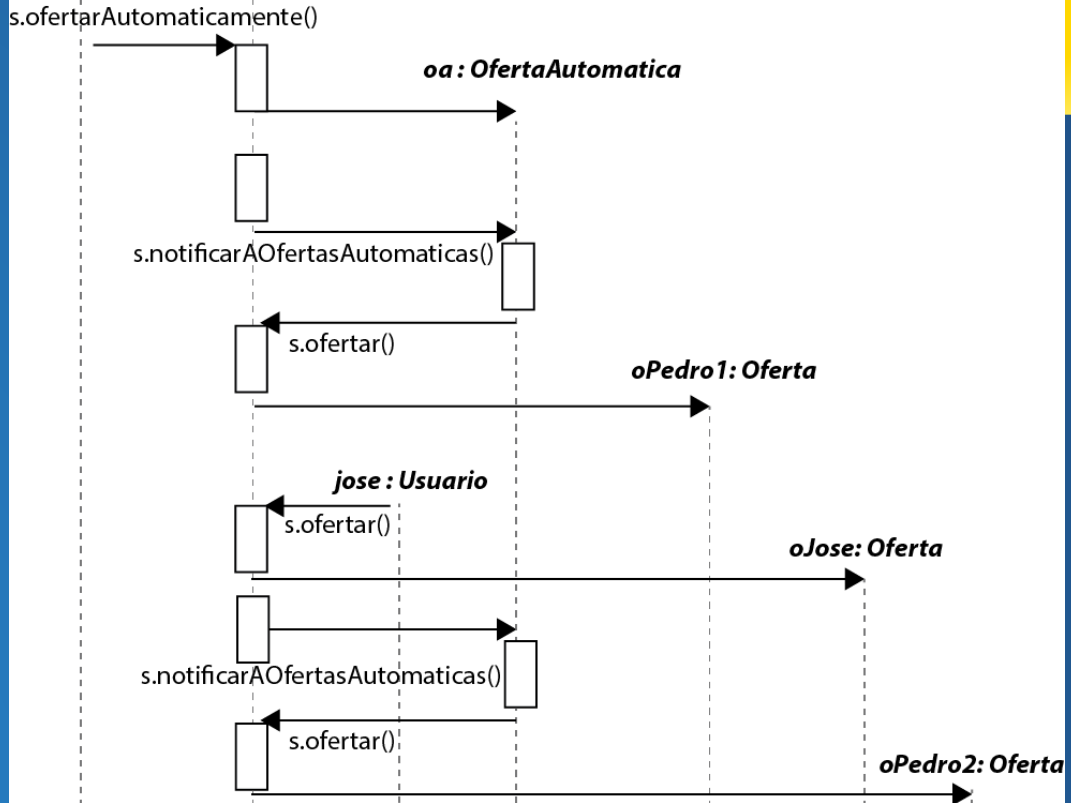 s.ofertarAutomaticamente()
oa : OfertaAutomatica
s.notificarAOfertasAutomaticas()
s.ofertar()
oPedro1: Oferta
jose : Usuario
s.ofertar()
oJose: Oferta
s.notificarAOfertasAutomaticas()
s.ofertar()
oPedro2: Oferta